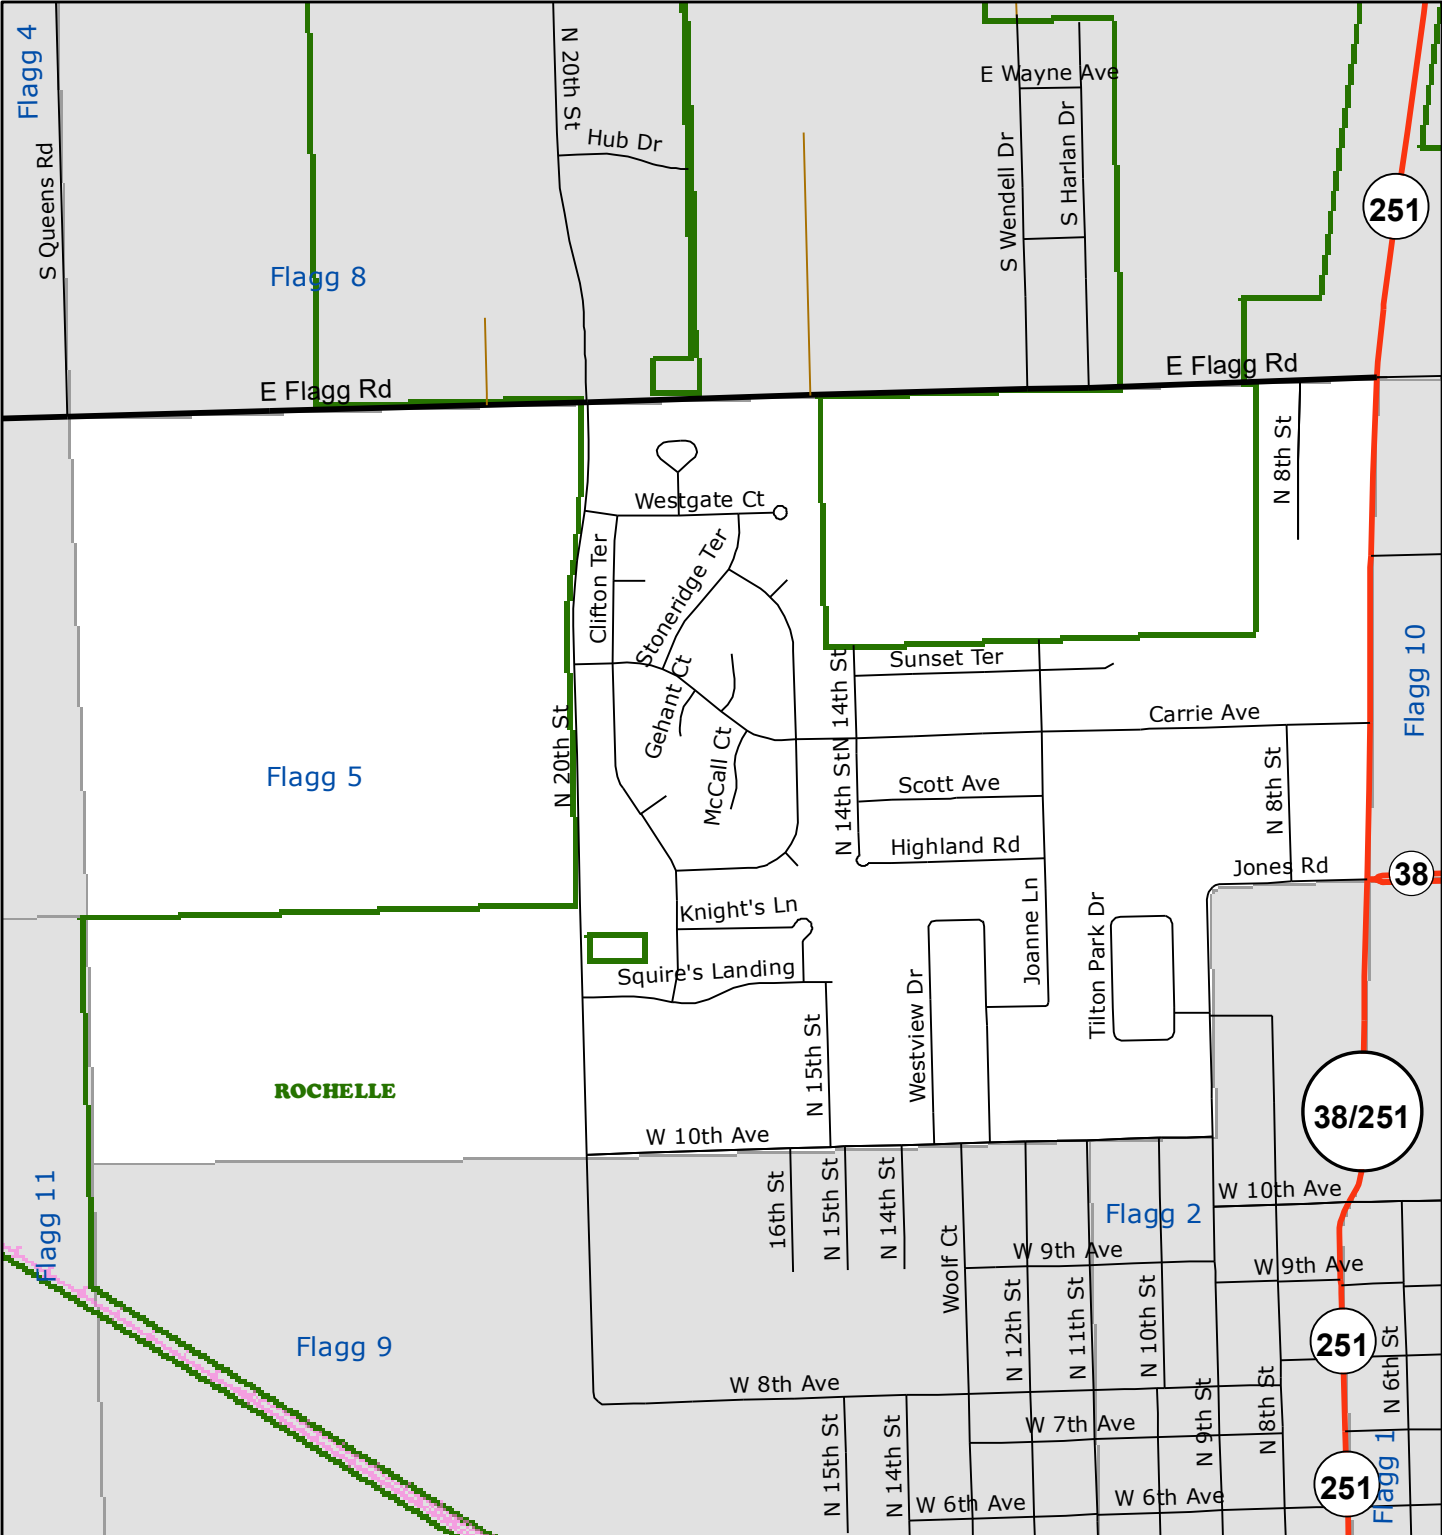 Flagg 4
N 20th St
E Wayne Ave
Hub Dr
S Queens Rd
S Wendell Dr
S Harlan Dr
251
Flagg 8
E Flagg Rd
E Flagg Rd
N 8th St
Westgate Ct
Clifton Ter
Stoneridge Ter
Flagg 10
Sunset Ter
N 14th St
Gehant Ct
Carrie Ave
N 20th St
McCall Ct
N 14th St
N 8th St
Flagg 5
Scott Ave
Highland Rd
Jones Rd
38
Knight's Ln
Joanne Ln
Tilton Park Dr
Squire's Landing
Westview Dr
N 15th St
ROCHELLE
38/251
W 10th Ave
16th St
N 15th St
N 14th St
W 10th Ave
Flagg 11
Flagg 2
Woolf Ct
W 9th Ave
W 9th Ave
N 12th St
N 11th St
N 10th St
Flagg 9
251
N 6th St
W 8th Ave
N 9th St
N 8th St
W 7th Ave
N 15th St
N 14th St
Flagg 1
251
W 6th Ave
W 6th Ave